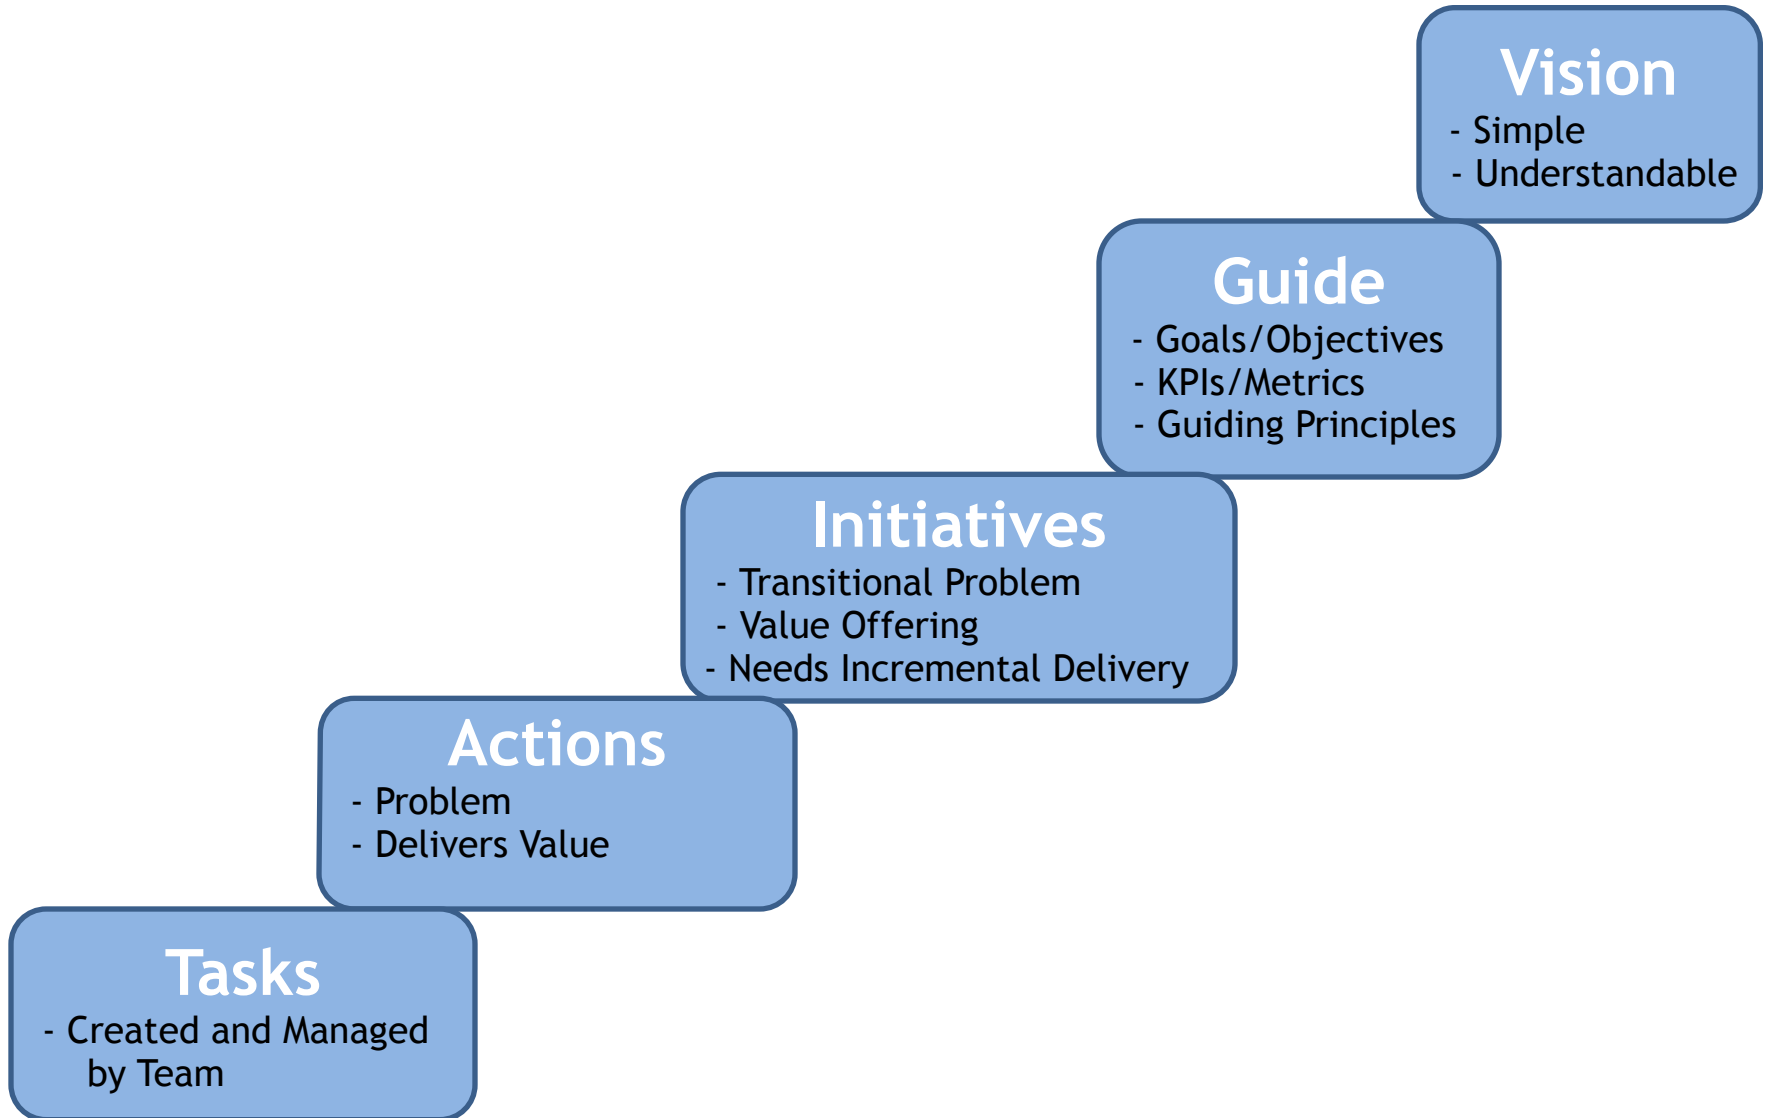 Vision
- Simple
- Understandable
Guide
- Goals/Objectives
- KPIs/Metrics
- Guiding Principles
Initiatives
- Transitional Problem
- Value Offering
- Needs Incremental Delivery
Actions
- Problem
- Delivers Value
Tasks
- Created and Managed
by Team